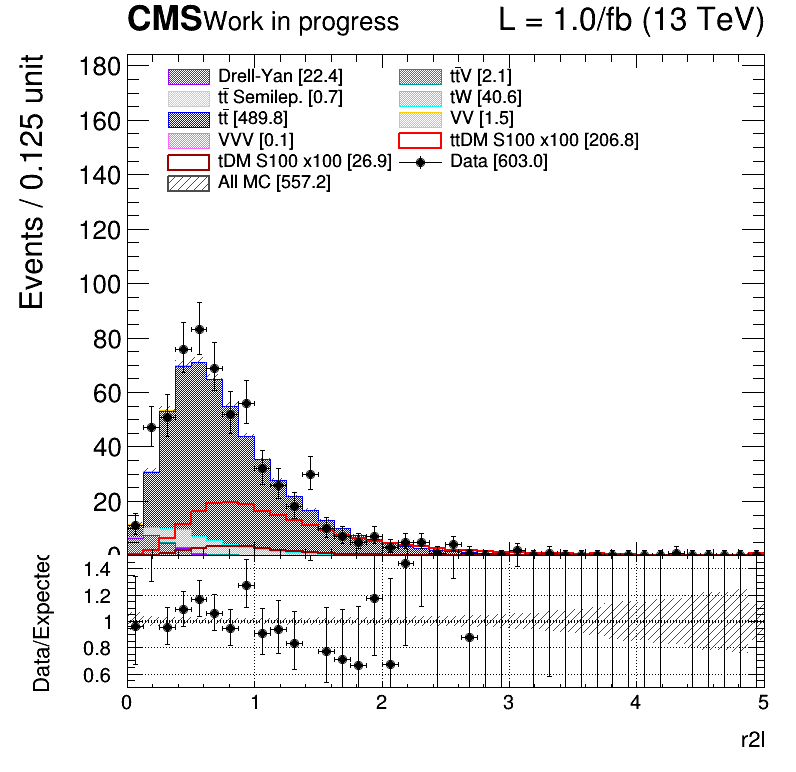 CMS Work in progress L = 1.0/fb (13 TeV)
Events / 0.125 unit
180
160
140
120
100
80
60
40
20
0
Drell-Yan [22.4]
tt̄V [2.1]
tt̄ Semilep. [0.7]
tW [40.6]
tt̄ [489.8]
VV [1.5]
VVV [0.1]
ttDM S100 x100 [206.8]
tDM S100 x100 [26.9]
Data [603.0]
All MC [557.2]
Data/Expected
1.4
1.2
1
0.8
0.6
0 1 2 3 4 5
r2l